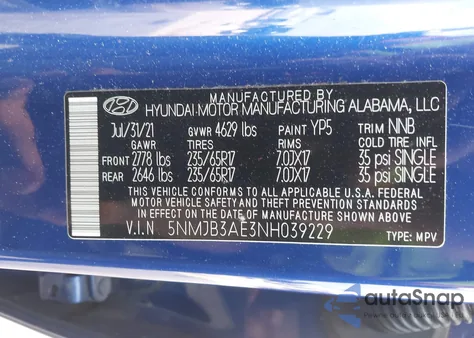 MANUFACTURED BY
HYUNDAI MOTOR MANUFACTURING ALABAMA, LLC
Jul/31/21 GVWR 4629 lbs PAINT YP5 TRIM NNB
GAWR TIRES RIMS COLD TIRE INFL
FRONT 2778 lbs 235/65R17 7.0JX17 35 psi SINGLE
REAR 2646 lbs 235/65R17 7.0JX17 35 psi SINGLE
THIS VEHICLE CONFORMS TO ALL APPLICABLE U.S.A. FEDERAL
MOTOR VEHICLE SAFETY AND THEFT PREVENTION STANDARDS
IN EFFECT ON THE DATE OF MANUFACTURE SHOWN ABOVE.
V.I.N 5NMJB3AE3NH039229 TYPE: MPV
autoSnap